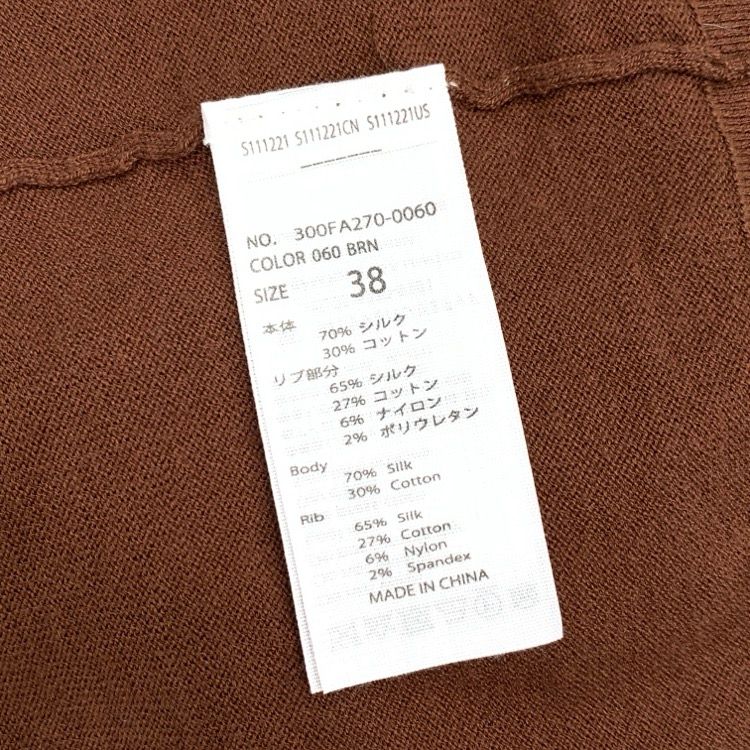 S111221 S111221CN S111221US
NO. 300FA270-0060
COLOR 060 BRN
SIZE 38
本体
70% シルク
30% コットン
リブ部分
65% シルク
27% コットン
6% ナイロン
2% ポリウレタン
Body
70% Silk
30% Cotton
Rib
65% Silk
27% Cotton
6% Nylon
2% Spandex
MADE IN CHINA